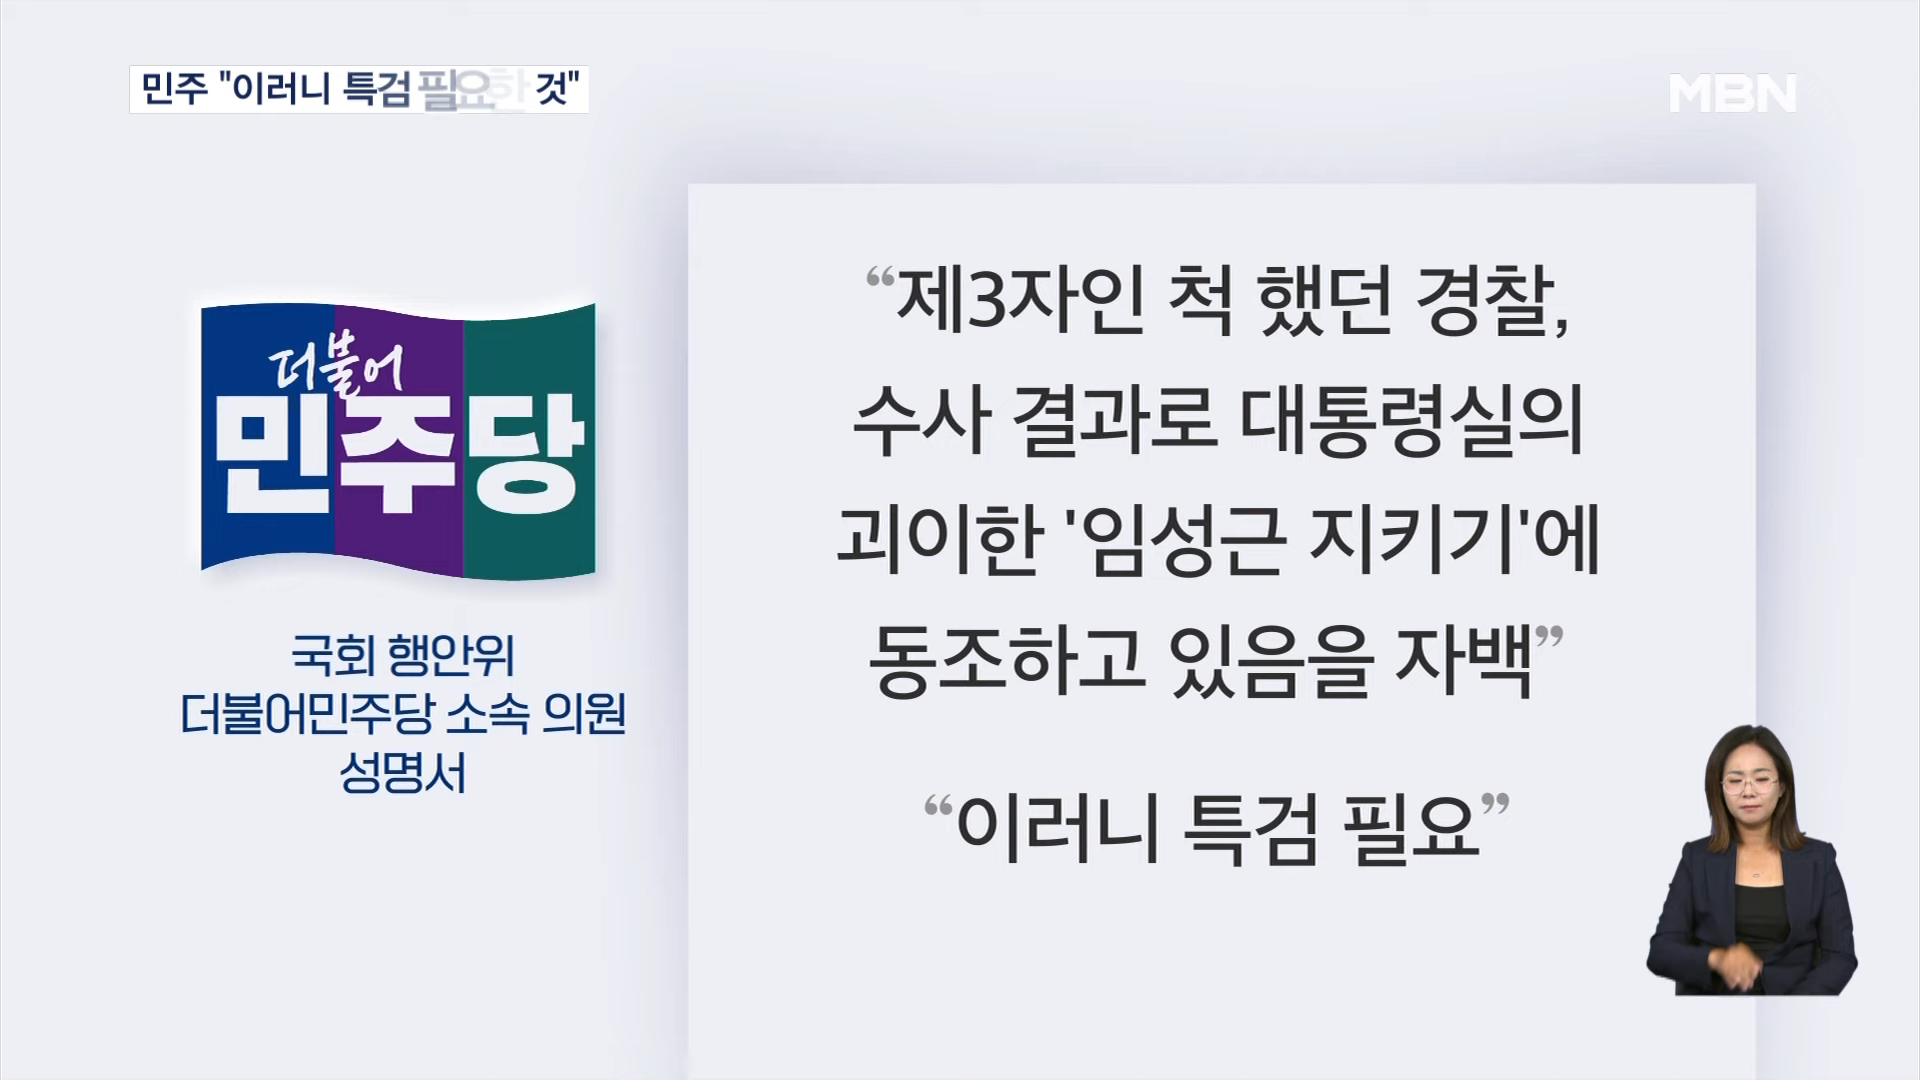 민주 "이러니 특검 필요한 것"
MBN
더불어
민주당
국회 행안위
더불어민주당 소속 의원
성명서
“제3자인 척 했던 경찰,
수사 결과로 대통령실의
괴이한 '임성근 지키기'에
동조하고 있음을 자백”
“이러니 특검 필요”